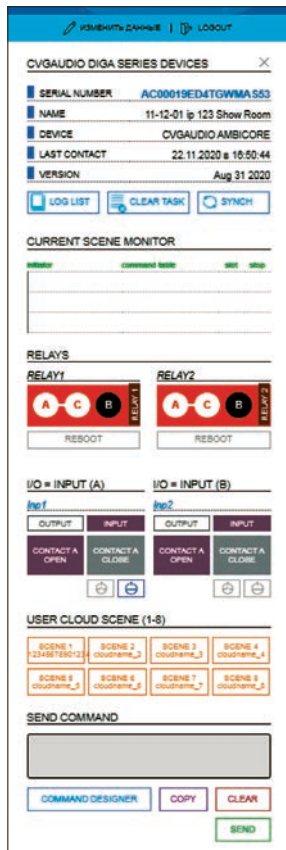 ИЗМЕНИТЬ ДАННЫЕ | LOGOUT
CVGAUDIO DIGA SERIES DEVICES
SERIAL NUMBER AC00019ED4TGWMAS53
NAME 11-12-01 ip 123 Show Room
DEVICE CVGAUDIO AMBICORE
LAST CONTACT 22.11.2020 в 16:50:44
VERSION Aug 31 2020
LOG LIST CLEAR TASK SYNCH
CURRENT SCENE MONITOR
initiator command table slot stop
RELAYS
RELAY1 RELAY2
A C B RELAY 1 A C B RELAY 2
REBOOT REBOOT
I/O = INPUT (A) I/O = INPUT (B)
Inp1 Inp2
OUTPUT INPUT OUTPUT INPUT
CONTACT A OPEN CONTACT A CLOSE CONTACT A OPEN CONTACT A CLOSE
USER CLOUD SCENE (1-8)
SCENE 1 SCENE 2 SCENE 3 SCENE 4
cloudname_2 cloudname_3 cloudname_4
SCENE 5 SCENE 6 SCENE 7 SCENE 8
cloudname_5 cloudname_6 cloudname_7 cloudname_8
SEND COMMAND
COMMAND DESIGNER COPY CLEAR
SEND